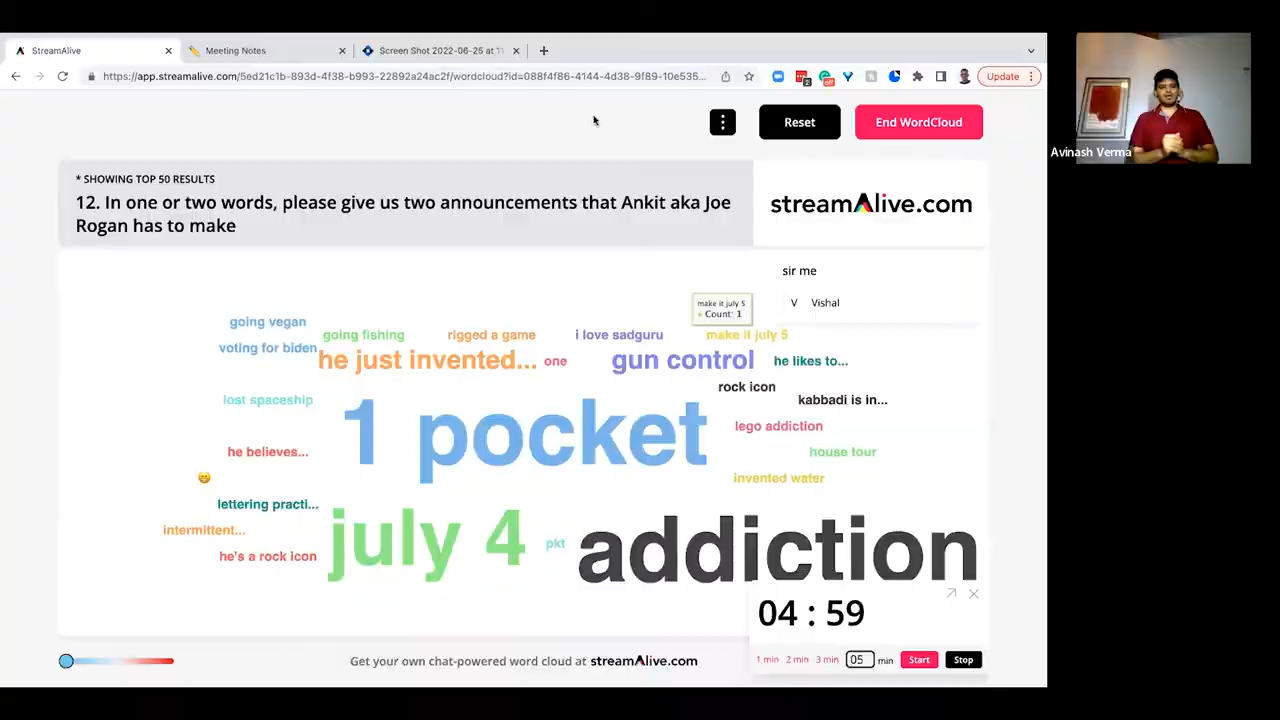 StreamAlive
Meeting Notes
Screen Shot 2022-06-25 at 1
https://app.streamalive.com/5ed21c1b-893d-4f38-b993-22892a24ac2f/wordcloud?id=088f4f86-4144-4d38-9f89-10e535...
2
off
Update
Reset
End WordCloud
Avinash Verma
* SHOWING TOP 50 RESULTS
12. In one or two words, please give us two announcements that Ankit aka Joe
Rogan has to make
streamAlive.com
sir me
V Vishal
make it july 5
Count: 1
going vegan
going fishing
rigged a game
i love sadguru
make it july 5
voting for biden
he just invented...
one
gun control
he likes to...
rock icon
lost spaceship
1 pocket
kabbadi is in...
lego addiction
he believes...
house tour
invented water
lettering practi...
intermittent...
july 4
pkt
addiction
he's a rock icon
04 : 59
Get your own chat-powered word cloud at streamAlive.com
1 min 2 min 3 min 05 min Start Stop